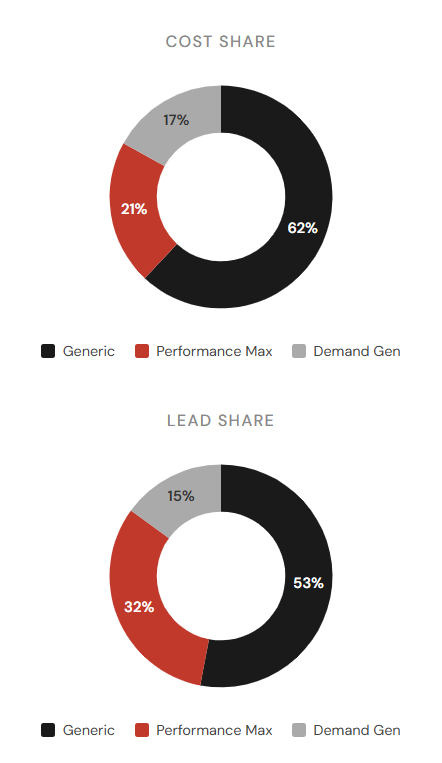 COST SHARE
17%
21%
62%
Generic Performance Max Demand Gen
LEAD SHARE
15%
53%
32%
Generic Performance Max Demand Gen